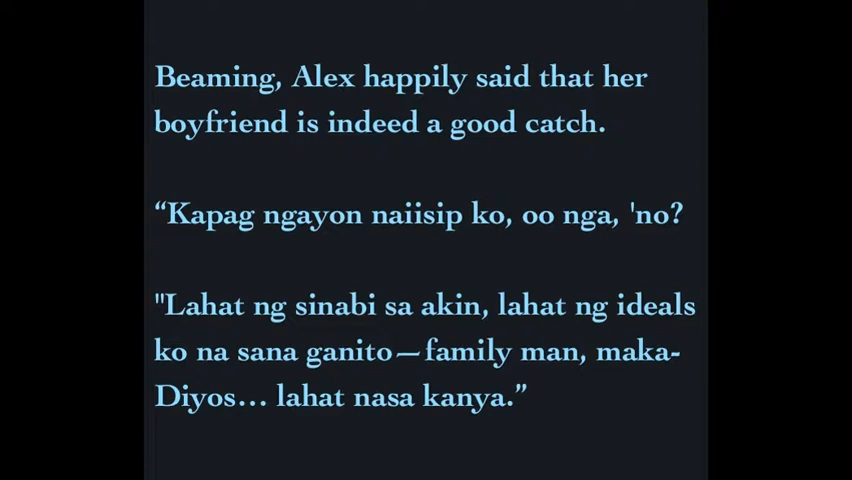 Beaming, Alex happily said that her
boyfriend is indeed a good catch.
“Kapag ngayon naiisip ko, oo nga, 'no?
"Lahat ng sinabi sa akin, lahat ng ideals
ko na sana ganito—family man, maka-
Diyos... lahat nasa kanya.”